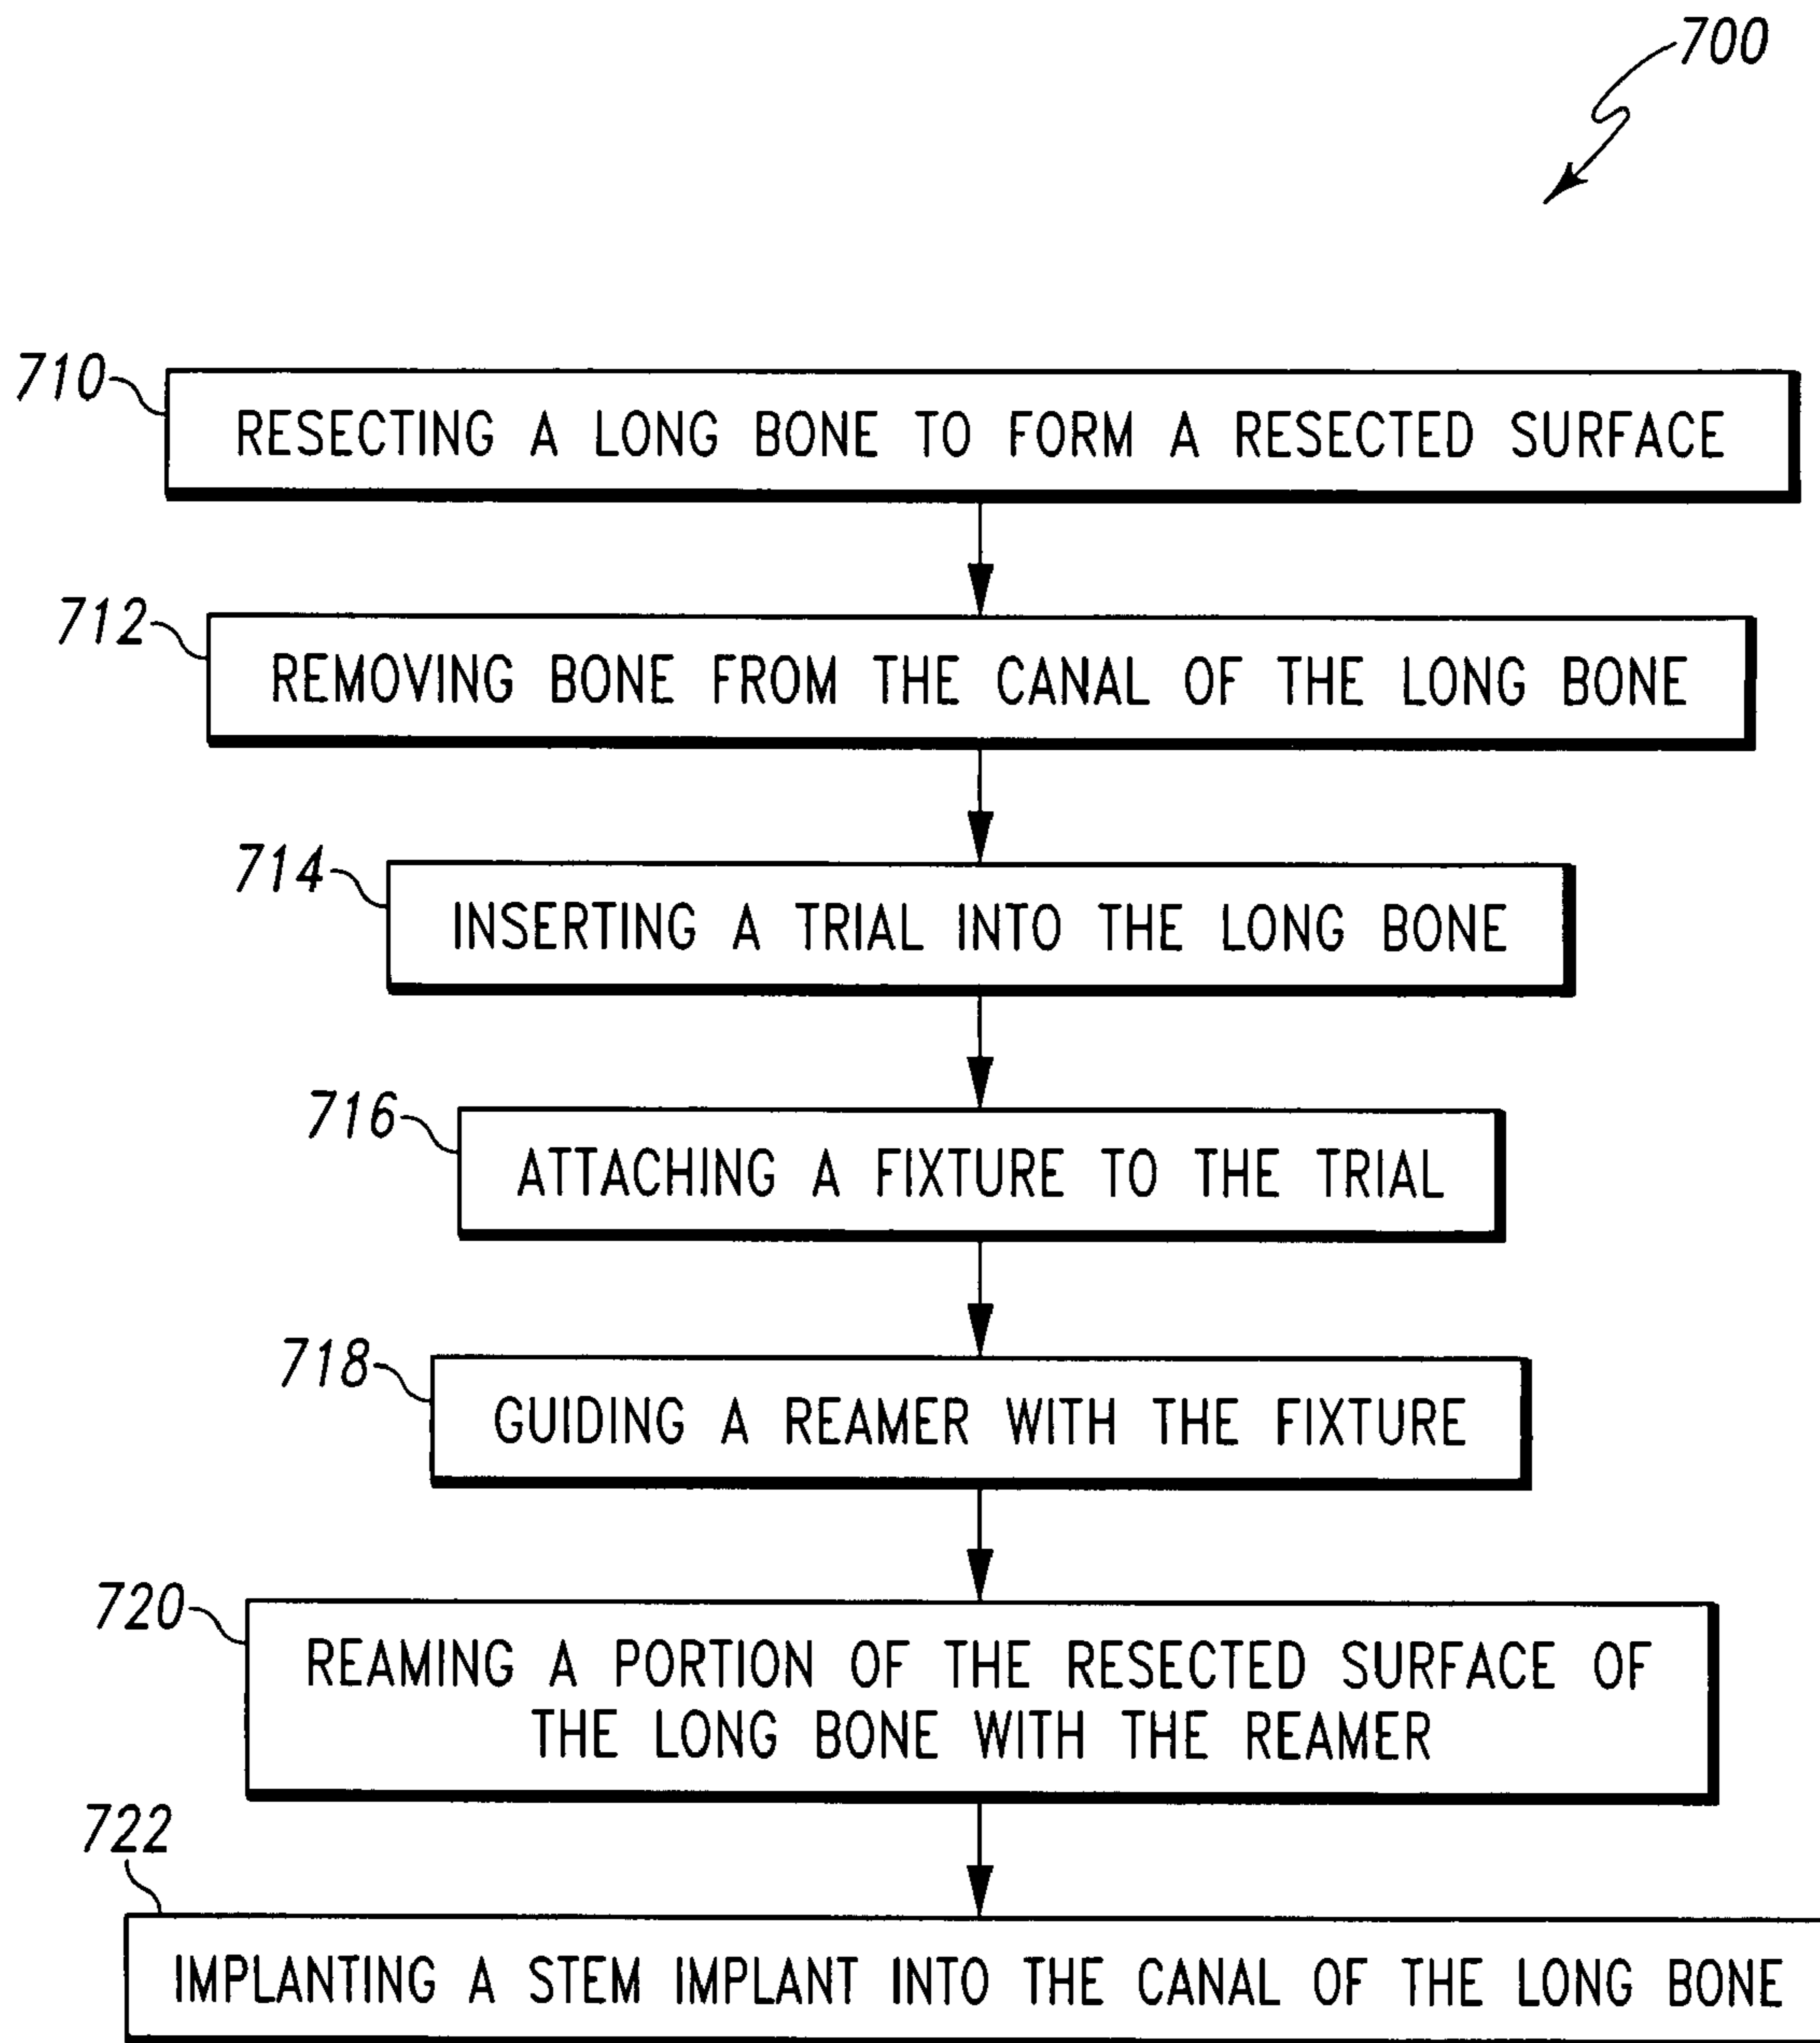 700
710
RESECTING A LONG BONE TO FORM A RESECTED SURFACE
712
REMOVING BONE FROM THE CANAL OF THE LONG BONE
714
INSERTING A TRIAL INTO THE LONG BONE
716
ATTACHING A FIXTURE TO THE TRIAL
718
GUIDING A REAMER WITH THE FIXTURE
720
REAMING A PORTION OF THE RESECTED SURFACE OF
THE LONG BONE WITH THE REAMER
722
IMPLANTING A STEM IMPLANT INTO THE CANAL OF THE LONG BONE